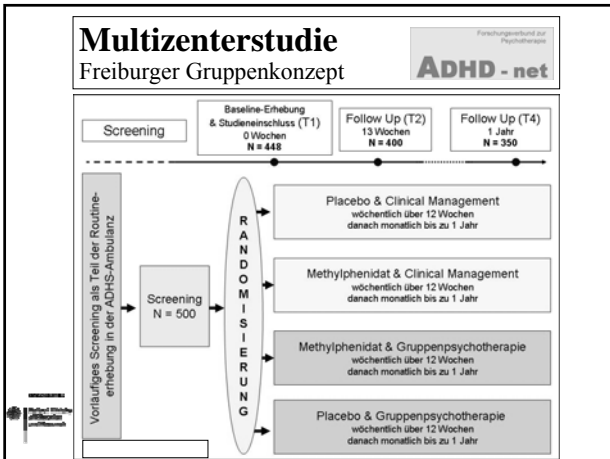 Multizenterstudie
Freiburger Gruppenkonzept
Forschungsverbund zur
Psychotherapie
ADHD - net
Screening
Baseline-Erhebung
& Studieneinschluss (T1)
0 Wochen
N = 448
Follow Up (T2)
13 Wochen
N = 400
Follow Up (T4)
1 Jahr
N = 350
Vorläufiges Screening als Teil der Routine-
erhebung in der ADHS-Ambulanz
Screening
N = 500
RANDOMISIERUNG
Placebo & Clinical Management
wöchentlich über 12 Wochen
danach monatlich bis zu 1 Jahr
Methylphenidat & Clinical Management
wöchentlich über 12 Wochen
danach monatlich bis zu 1 Jahr
Methylphenidat & Gruppenpsychotherapie
wöchentlich über 12 Wochen
danach monatlich bis zu 1 Jahr
Placebo & Gruppenpsychotherapie
wöchentlich über 12 Wochen
danach monatlich bis zu 1 Jahr